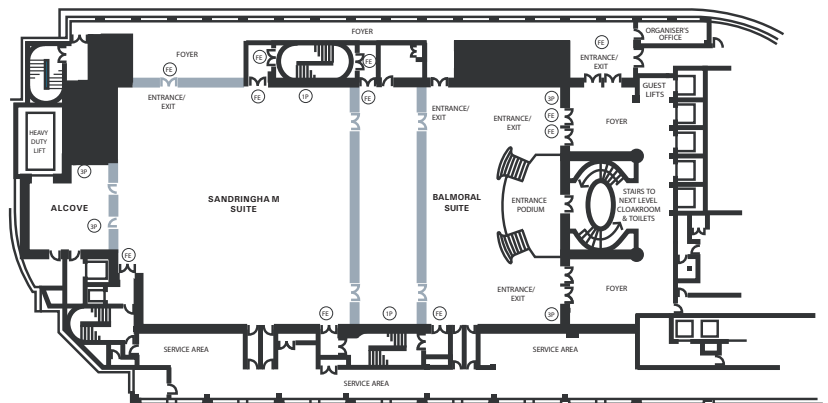 FOYER
ORGANISER'S
OFFICE
FE
FOYER
FE
FE
ENTRANCE/
EXIT
FE
GUEST
LIFTS
ENTRANCE/
EXIT
FE
1P
FE
3P
ENTRANCE/
EXIT
ENTRANCE/
EXIT
FE
FE
FOYER
HEAVY
DUTY
LIFT
3P
ALCOVE
SANDRINGHAM
SUITE
BALMORAL
SUITE
ENTRANCE
PODIUM
STAIRS TO
NEXT LEVEL
CLOAKROOM
& TOILETS
3P
FE
ENTRANCE/
EXIT
FOYER
FE
1P
FE
3P
SERVICE AREA
SERVICE AREA
SERVICE AREA